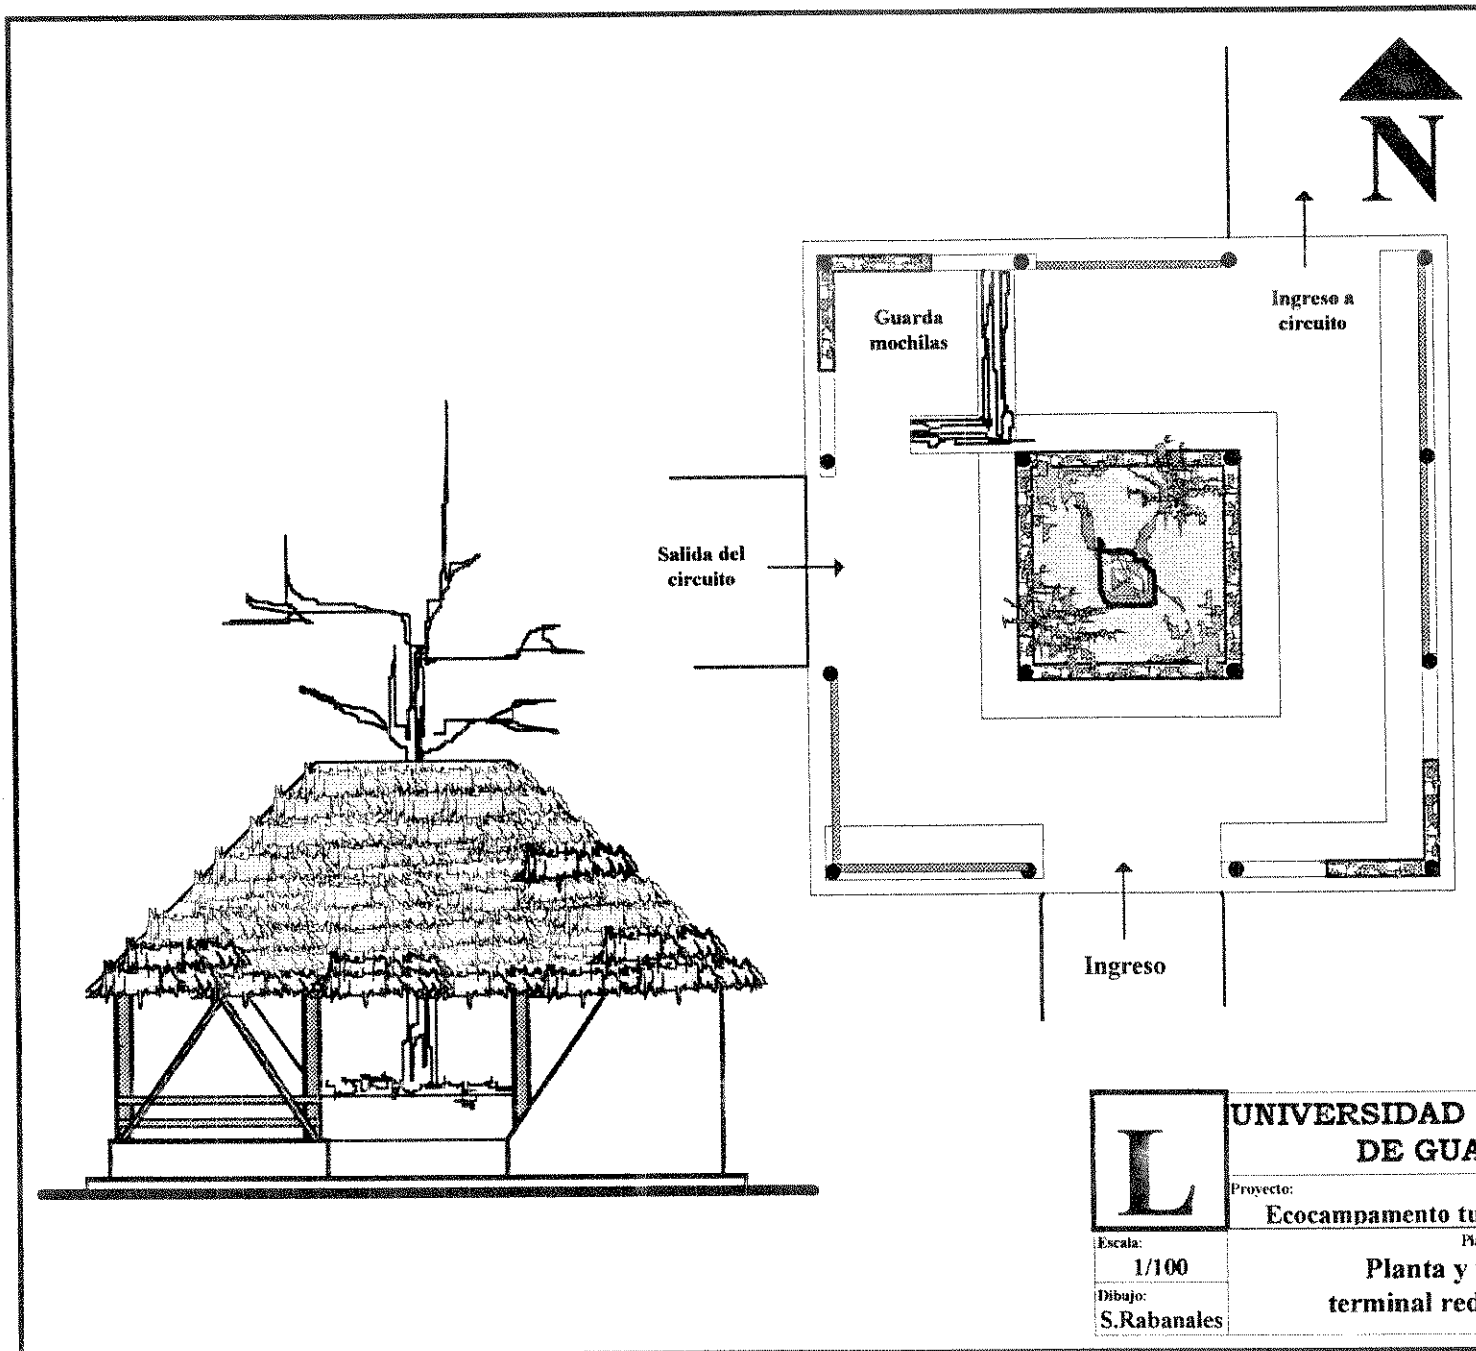 N
Ingreso a
circuito
Guarda
mochilas
Salida del
circuito
Ingreso
L
UNIVERSIDAD
DE GUA
Proyecto:
Ecocampamento tu
Escala:
1/100
Pla
Planta y
terminal red
Dibujo:
S.Rabanales